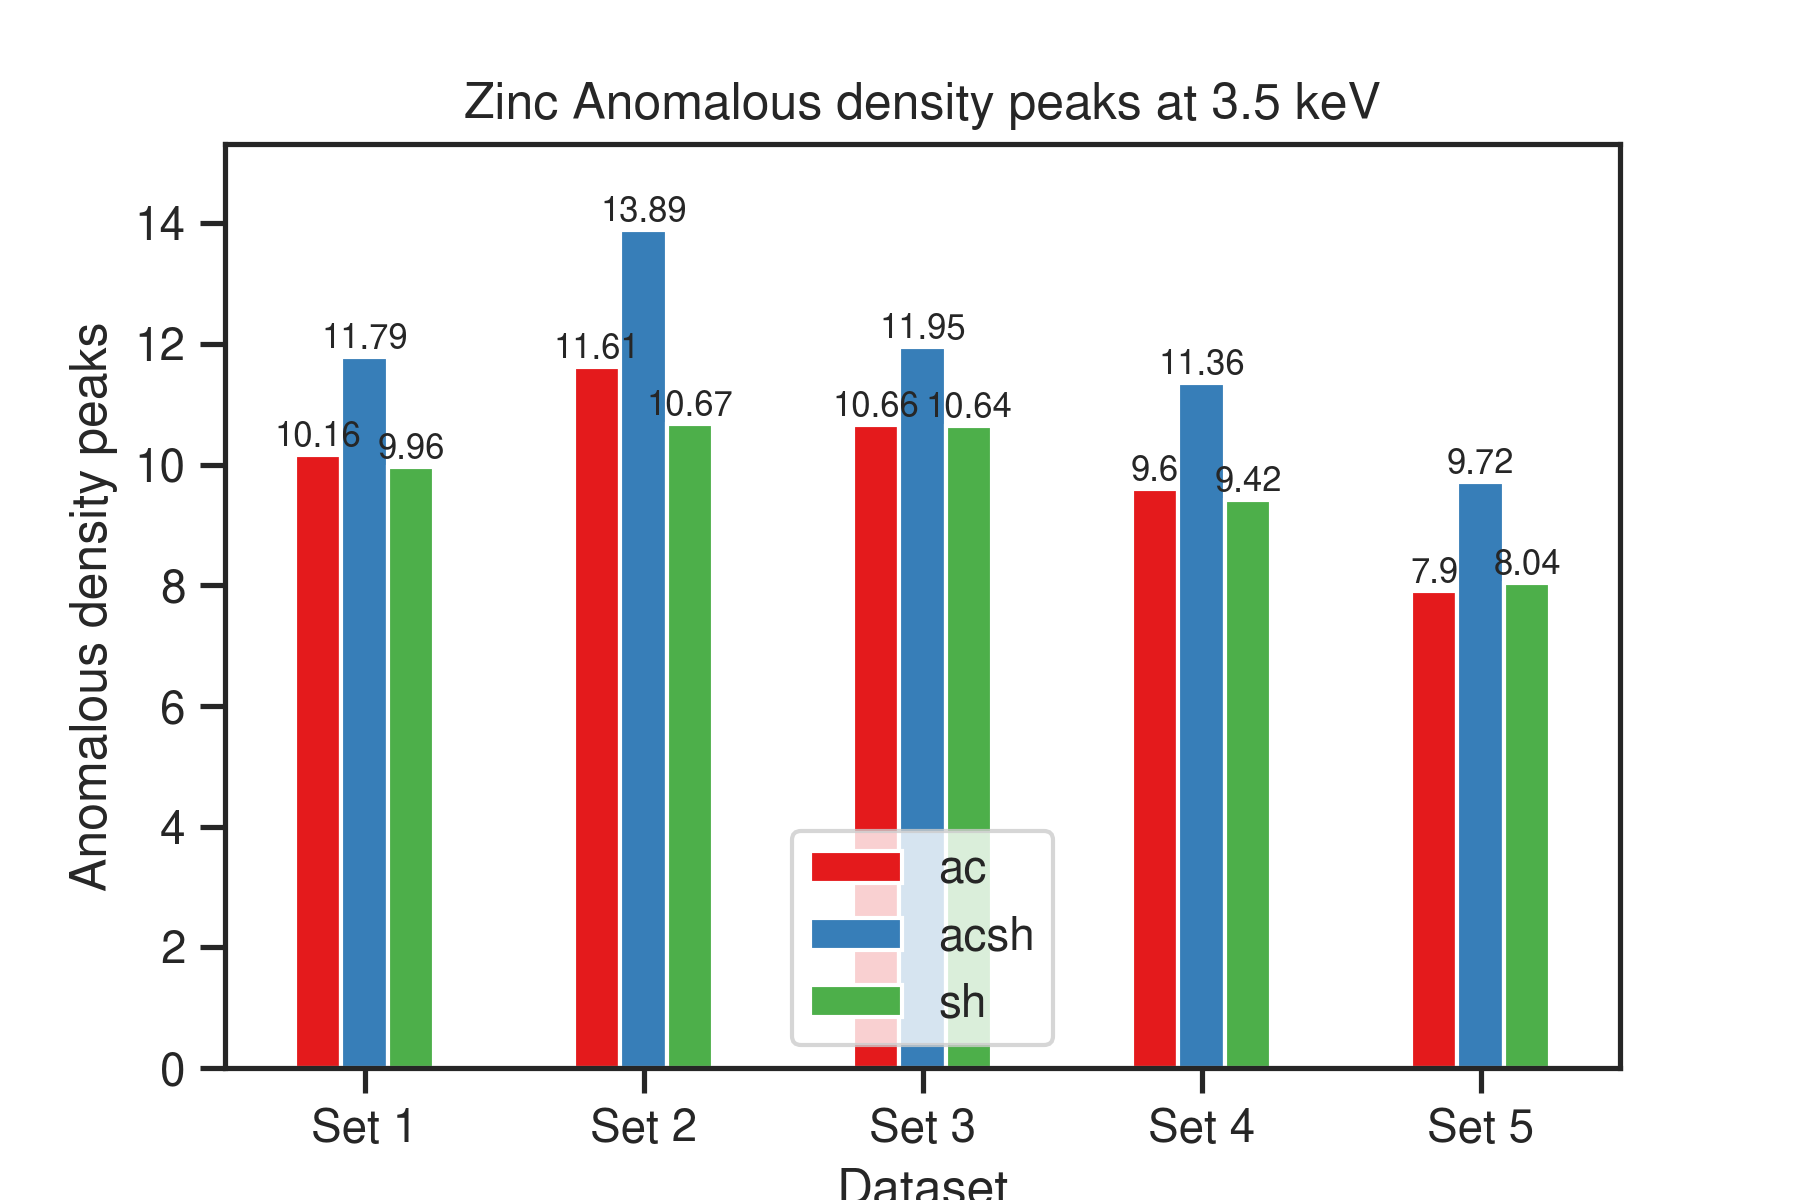 Zinc Anomalous density peaks at 3.5 keV
Anomalous density peaks
14
12
10
8
6
4
2
0
10.16
11.79
9.96
11.61
13.89
10.67
10.66
11.95
10.64
9.6
11.36
9.42
7.9
9.72
8.04
ac
acsh
sh
Set 1
Set 2
Set 3
Set 4
Set 5
Dataset